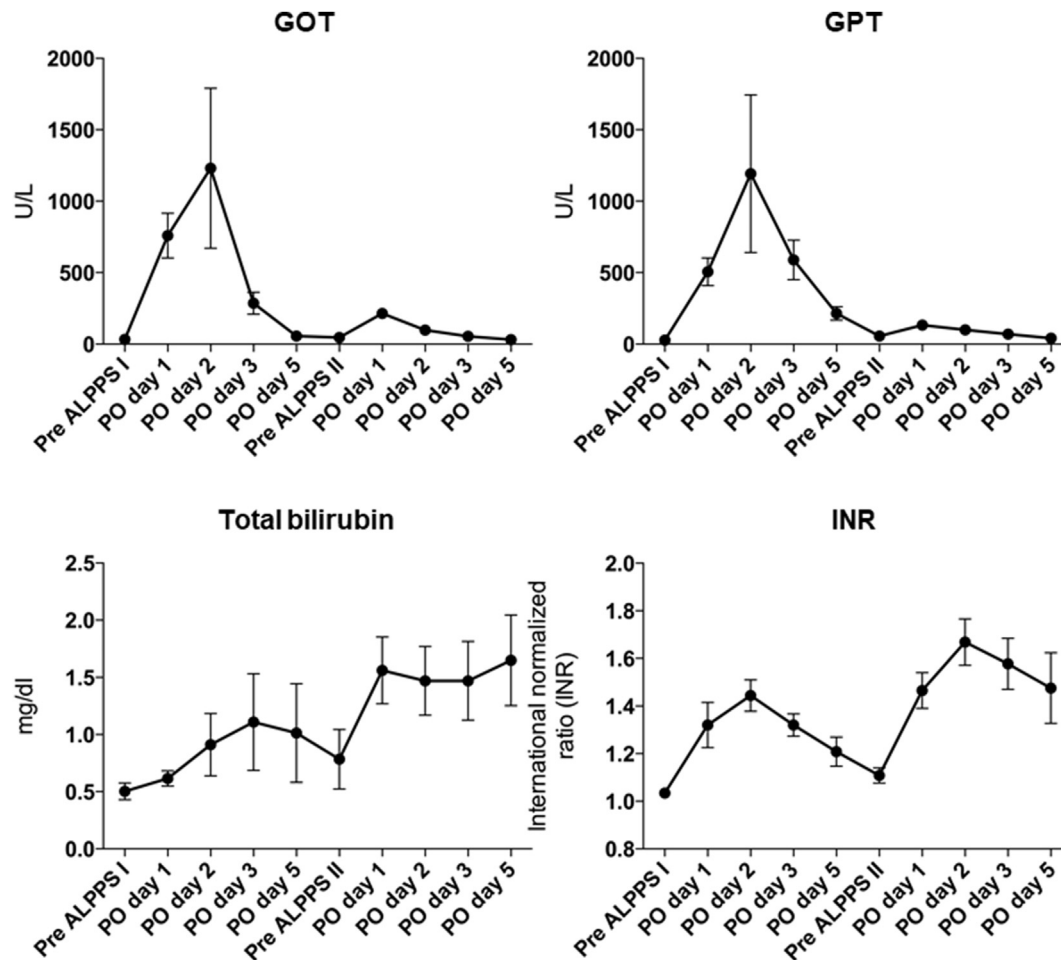 GOT
2000
1500
1000
500
0
U/L
Pre ALPPS I
PO day 1
PO day 2
PO day 3
PO day 5
Pre ALPPS II
PO day 1
PO day 2
PO day 3
PO day 5
GPT
2000
1500
1000
500
0
U/L
Pre ALPPS I
PO day 1
PO day 2
PO day 3
PO day 5
Pre ALPPS II
PO day 1
PO day 2
PO day 3
PO day 5
Total bilirubin
2.5
2.0
1.5
1.0
0.5
0.0
mg/dl
Pre ALPPS I
PO day 1
PO day 2
PO day 3
PO day 5
Pre ALPPS II
PO day 1
PO day 2
PO day 3
PO day 5
INR
2.0
1.8
1.6
1.4
1.2
1.0
0.8
International normalized
ratio (INR)
Pre ALPPS I
PO day 1
PO day 2
PO day 3
PO day 5
Pre ALPPS II
PO day 1
PO day 2
PO day 3
PO day 5